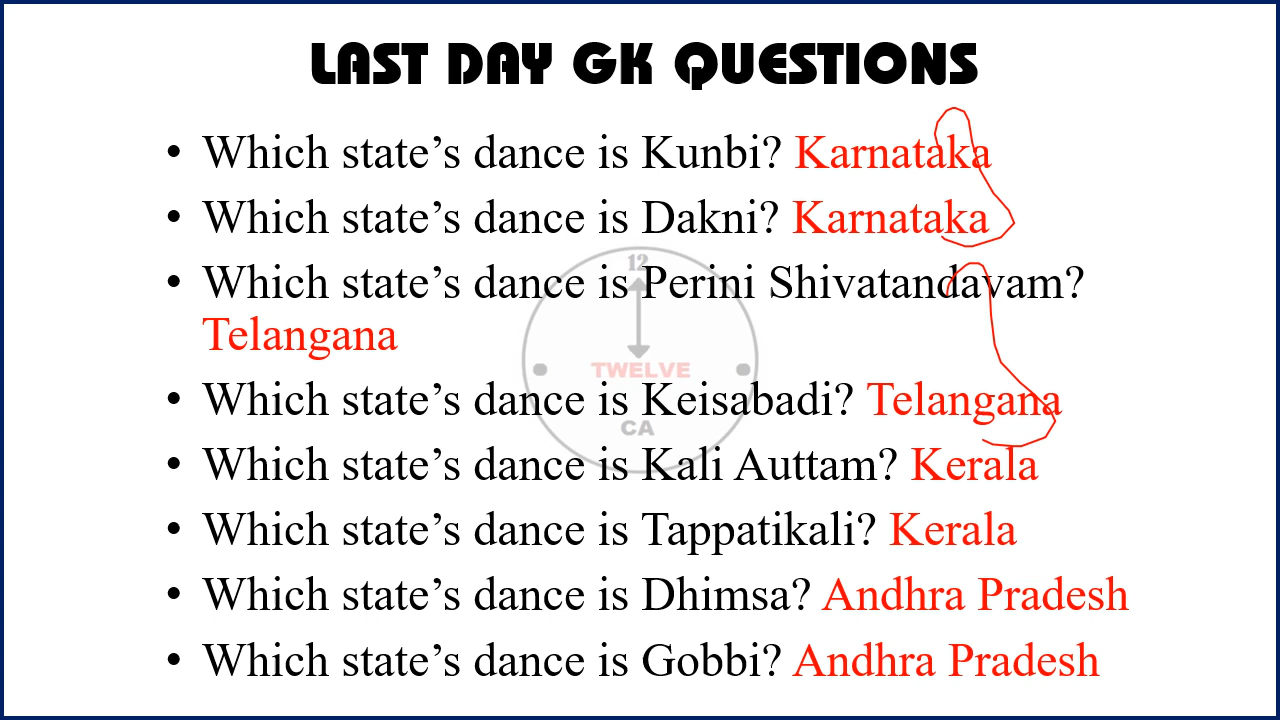 LAST DAY GK QUESTIONS
• Which state’s dance is Kunbi? Karnataka
• Which state’s dance is Dakni? Karnataka
• Which state’s dance is Perini Shivatandavam?
Telangana
• Which state’s dance is Keisabadi? Telangana
• Which state’s dance is Kali Auttam? Kerala
• Which state’s dance is Tappatikali? Kerala
• Which state’s dance is Dhimsa? Andhra Pradesh
• Which state’s dance is Gobbi? Andhra Pradesh
12
TWELVE
CA